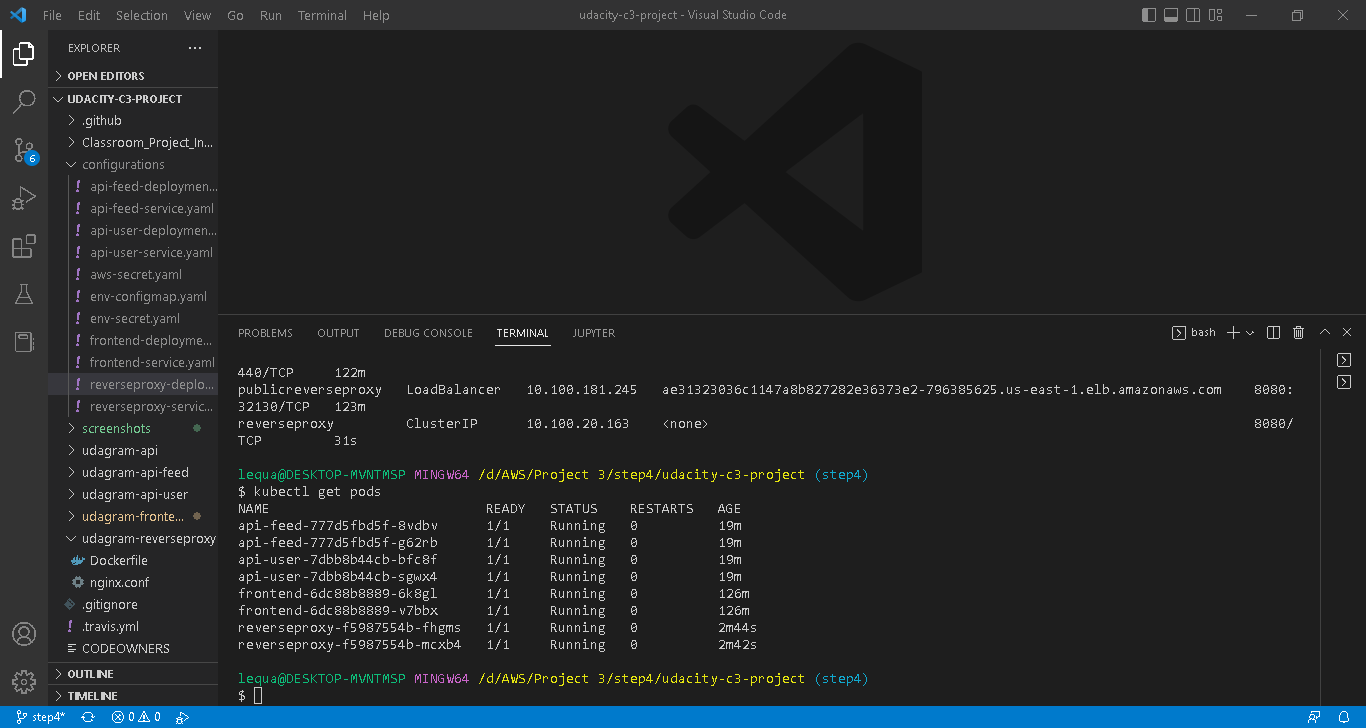 File Edit Selection View Go Run Terminal Help udacity-c3-project - Visual Studio Code
EXPLORER
OPEN EDITORS
UDACITY-C3-PROJECT
.github
Classroom_Project_In...
configurations
api-feed-deploymen...
api-feed-service.yaml
api-user-deploymen...
api-user-service.yaml
aws-secret.yaml
env-configmap.yaml
env-secret.yaml
frontend-deployme...
frontend-service.yaml
reverseproxy-deplo...
reverseproxy-servic...
screenshots
udagram-api
udagram-api-feed
udagram-api-user
udagram-fronte...
udagram-reverseproxy
Dockerfile
nginx.conf
.gitignore
.travis.yml
CODEOWNERS
OUTLINE
TIMELINE
6
PROBLEMS OUTPUT DEBUG CONSOLE TERMINAL JUPYTER bash
440/TCP 122m
publicreverseproxy LoadBalancer 10.100.181.245 ae31323036c1147a8b827282e36373e2-796385625.us-east-1.elb.amazonaws.com 8080:
32130/TCP 123m
reverseproxy ClusterIP 10.100.20.163 <none> 8080/
TCP 31s
lequa@DESKTOP-MVNTMSP MINGW64 /d/AWS/Project 3/step4/udacity-c3-project (step4)
$ kubectl get pods
NAME READY STATUS RESTARTS AGE
api-feed-777d5fbd5f-8vdbv 1/1 Running 0 19m
api-feed-777d5fbd5f-g62rb 1/1 Running 0 19m
api-user-7dbb8b44cb-bfc8f 1/1 Running 0 19m
api-user-7dbb8b44cb-sgwx4 1/1 Running 0 19m
frontend-6dc88b8889-6k8gl 1/1 Running 0 126m
frontend-6dc88b8889-v7bbx 1/1 Running 0 126m
reverseproxy-f5987554b-fhgms 1/1 Running 0 2m44s
reverseproxy-f5987554b-mcxb4 1/1 Running 0 2m42s
lequa@DESKTOP-MVNTMSP MINGW64 /d/AWS/Project 3/step4/udacity-c3-project (step4)
$
step4* 0 0